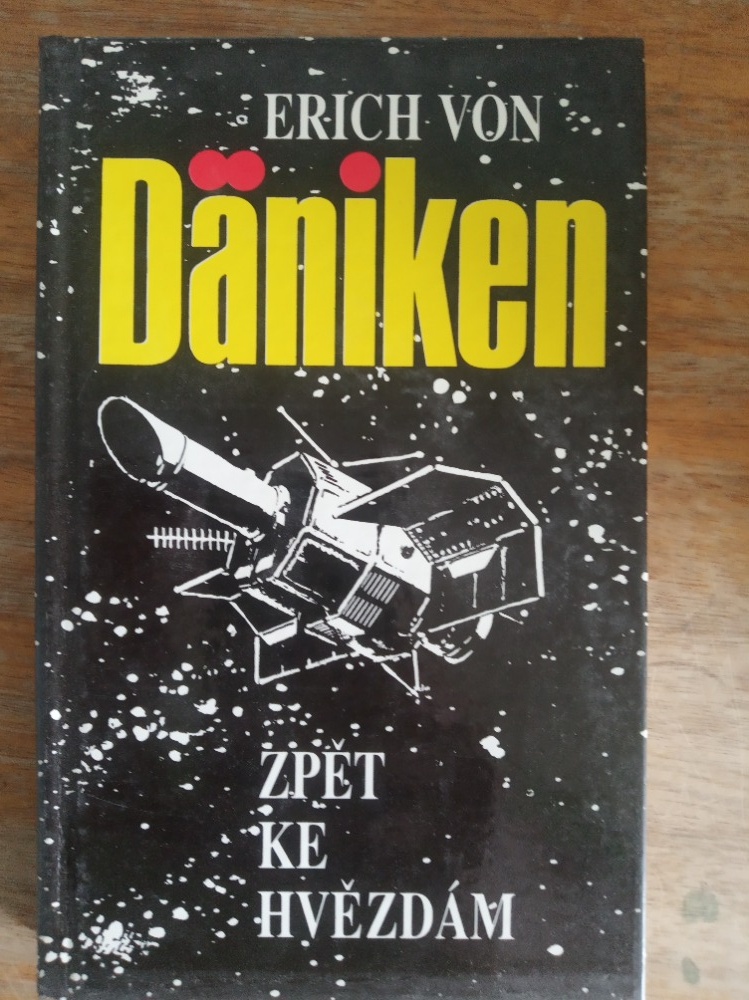 ERICH VON
Däniken
ZPĚT
KE
HVĚZDÁM